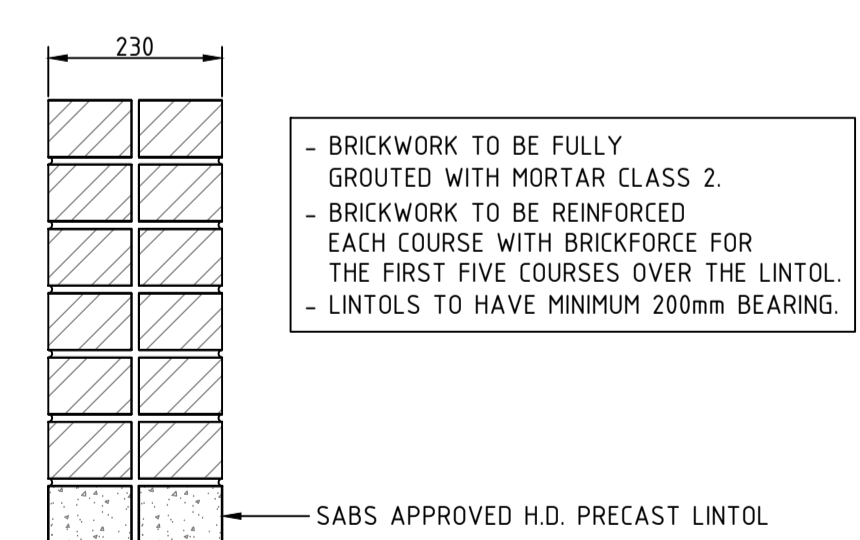 230
- BRICKWORK TO BE FULLY
GROUTED WITH MORTAR CLASS 2.
- BRICKWORK TO BE REINFORCED
EACH COURSE WITH BRICKFORCE FOR
THE FIRST FIVE COURSES OVER THE LINTOL.
- LINTOLS TO HAVE MINIMUM 200mm BEARING.
SABS APPROVED H.D. PRECAST LINTOL